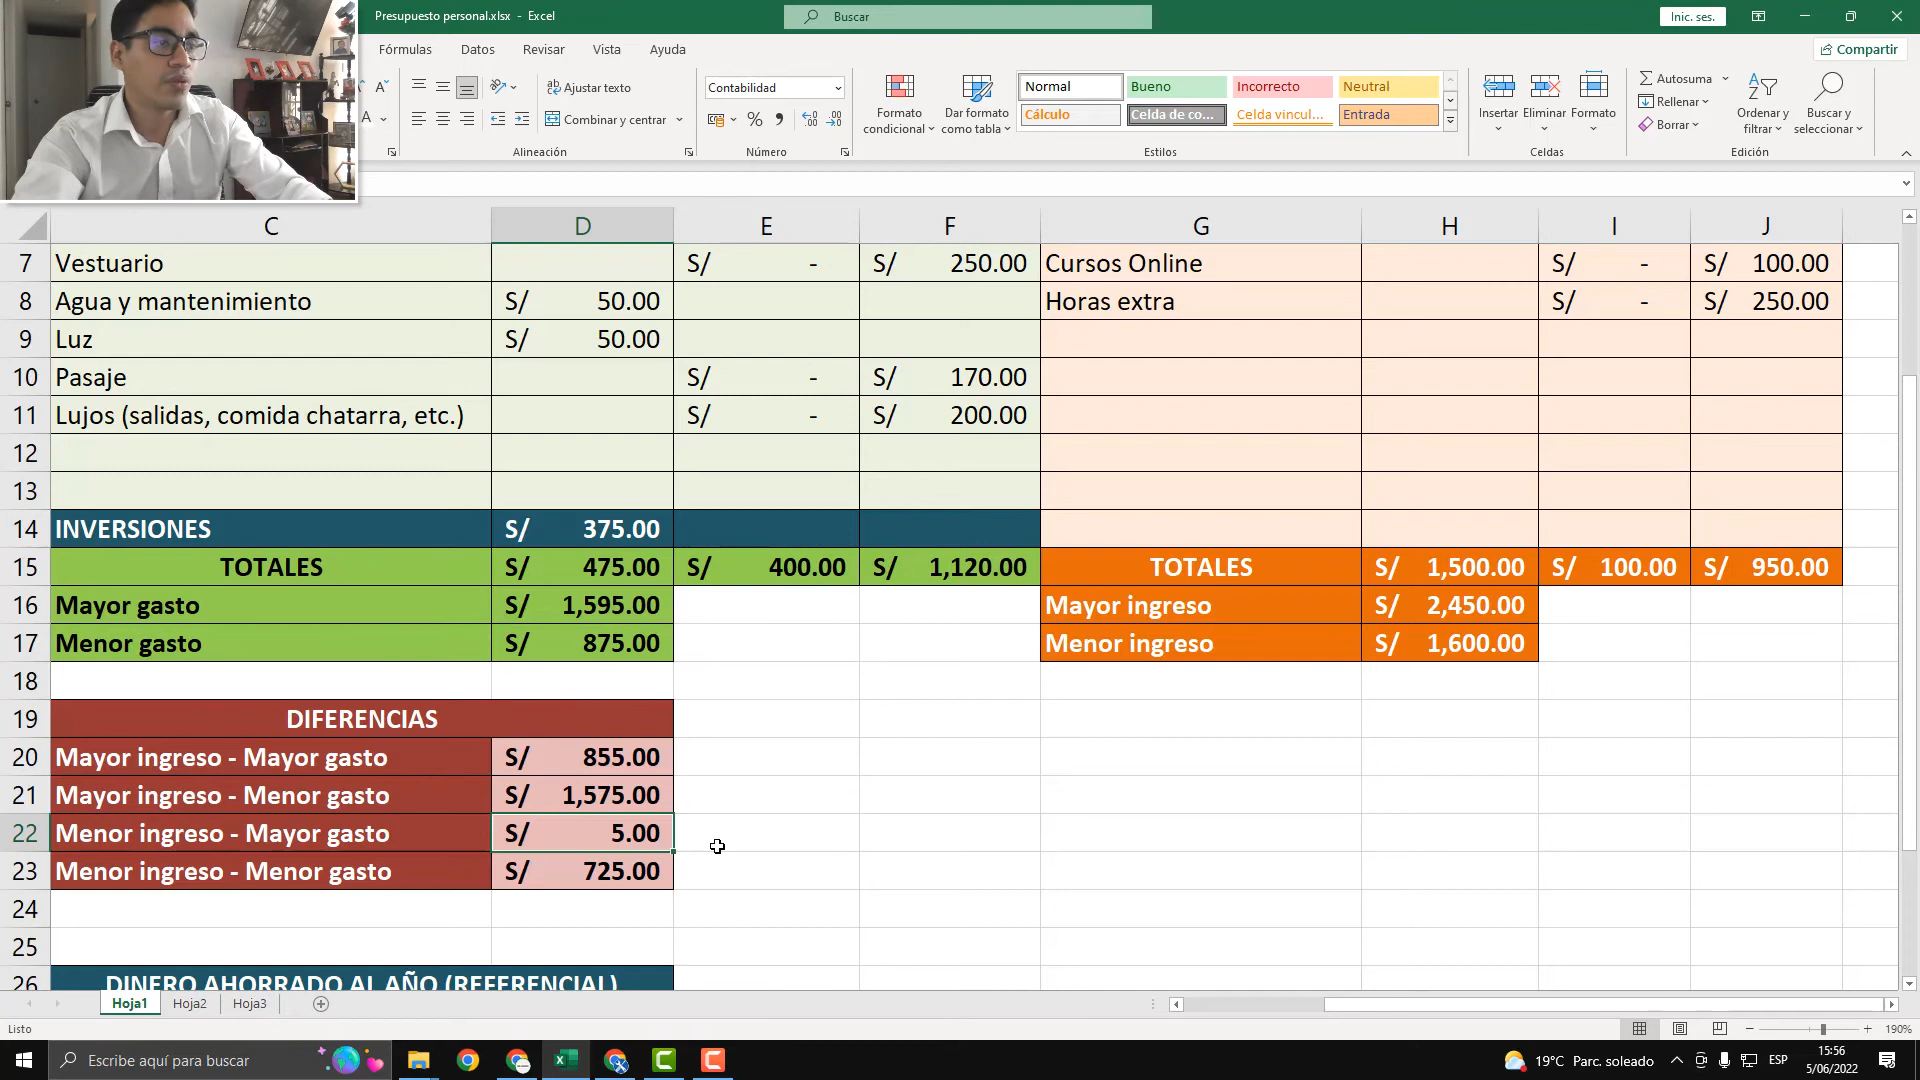 Presupuesto personal.xlsx - Excel
Buscar
Inic. ses.
Fórmulas Datos Revisar Vista Ayuda
Compartir
Ajustar texto
Combinar y centrar
Alineación
Contabilidad
Número
Formato condicional
Dar formato como tabla
Normal Bueno Incorrecto Neutral
Cálculo Celda de co... Celda vincul... Entrada
Estilos
Insertar Eliminar Formato
Celdas
Autosuma
Rellenar
Borrar
Ordenar y filtrar
Buscar y seleccionar
Edición
C D E F G H I J
7 Vestuario S/ - S/ 250.00 Cursos Online S/ - S/ 100.00
8 Agua y mantenimiento S/ 50.00 Horas extra S/ - S/ 250.00
9 Luz S/ 50.00
10 Pasaje S/ - S/ 170.00
11 Lujos (salidas, comida chatarra, etc.) S/ - S/ 200.00
12
13
14 INVERSIONES S/ 375.00
15 TOTALES S/ 475.00 S/ 400.00 S/ 1,120.00 TOTALES S/ 1,500.00 S/ 100.00 S/ 950.00
16 Mayor gasto S/ 1,595.00 Mayor ingreso S/ 2,450.00
17 Menor gasto S/ 875.00 Menor ingreso S/ 1,600.00
18
19 DIFERENCIAS
20 Mayor ingreso - Mayor gasto S/ 855.00
21 Mayor ingreso - Menor gasto S/ 1,575.00
22 Menor ingreso - Mayor gasto S/ 5.00
23 Menor ingreso - Menor gasto S/ 725.00
24
25
26 DINERO AHORRADO AL AÑO (REFERENCIAL)
Hoja1 Hoja2 Hoja3
Listo
190%
Escribe aquí para buscar
19°C Parc. soleado
ESP
15:56
5/06/2022